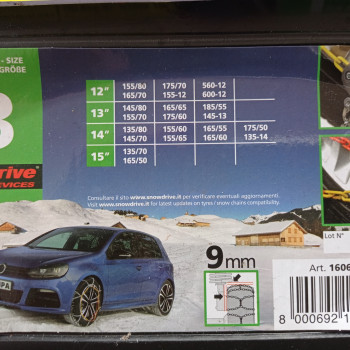 - SIZE
GRÖßE
12" 155/80 175/70 560-12
165/70 155-12 600-12
13" 145/80 165/65 185/55
155/70 175/60 145-13
14" 135/80 155/65 165/55 175/50
145/70 155/60 165/60 135-14
15" 135/70
165/50
drive®
SERVICES
Consultare il sito www.snowdrive.it per verificare eventuali aggiornamenti.
Visit www.snowdrive.it for latest updates on tyres / snow chains compatibility.
9mm
Lot N°
Art. 1606
8 000692 1